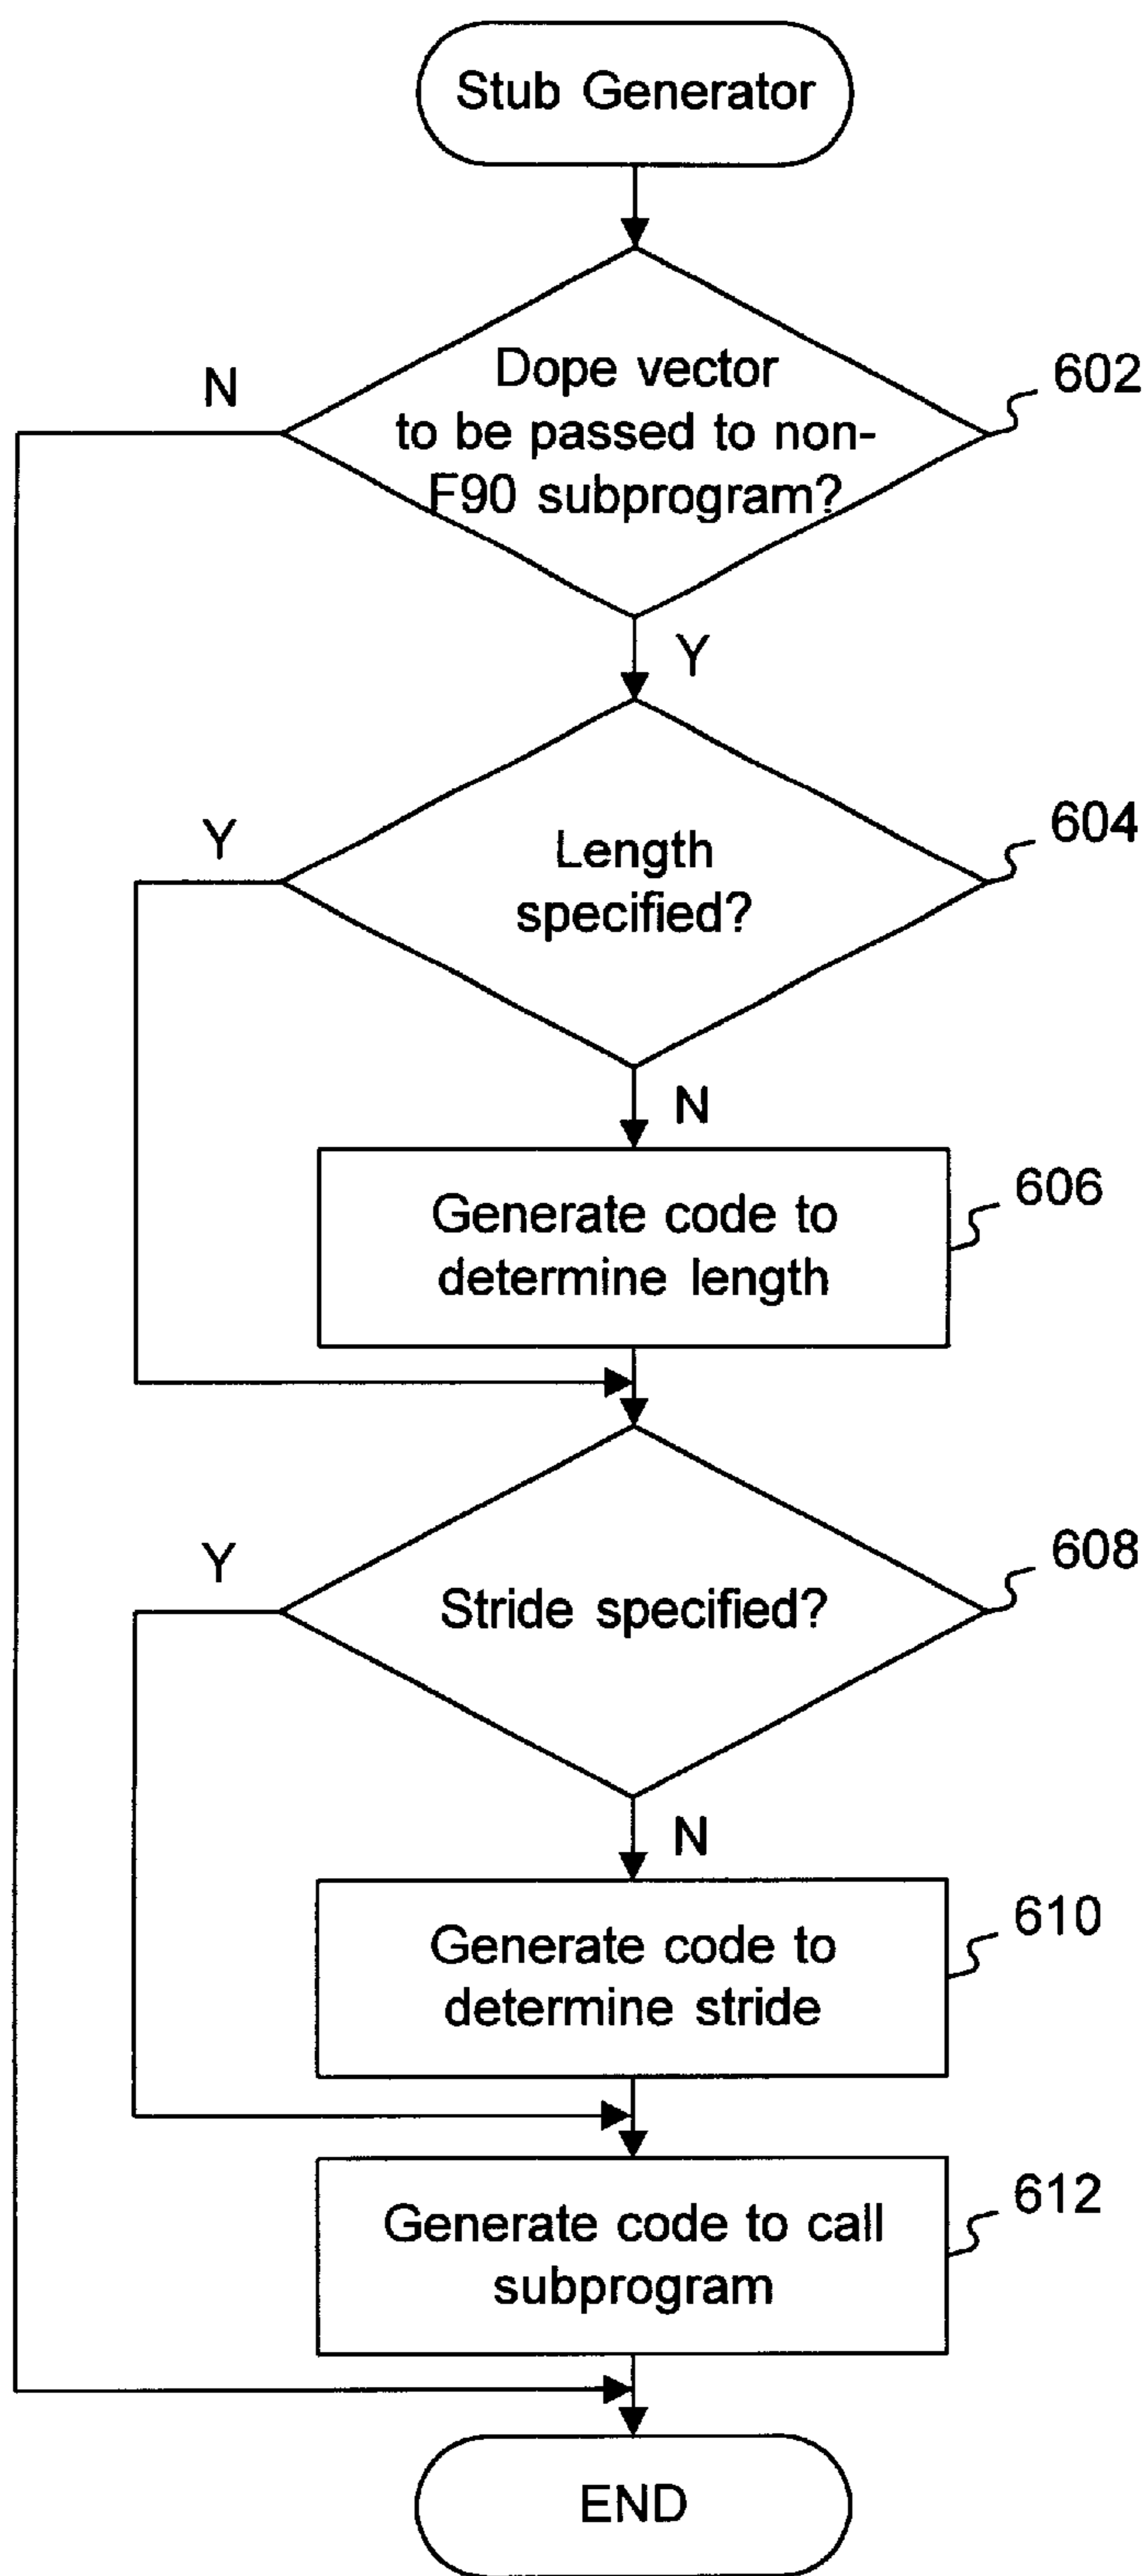 Stub Generator
N
Dope vector
to be passed to non-
F90 subprogram?
602
Y
Y
Length
specified?
604
N
Generate code to
determine length
606
Y
Stride specified?
608
N
Generate code to
determine stride
610
Generate code to call
subprogram
612
END